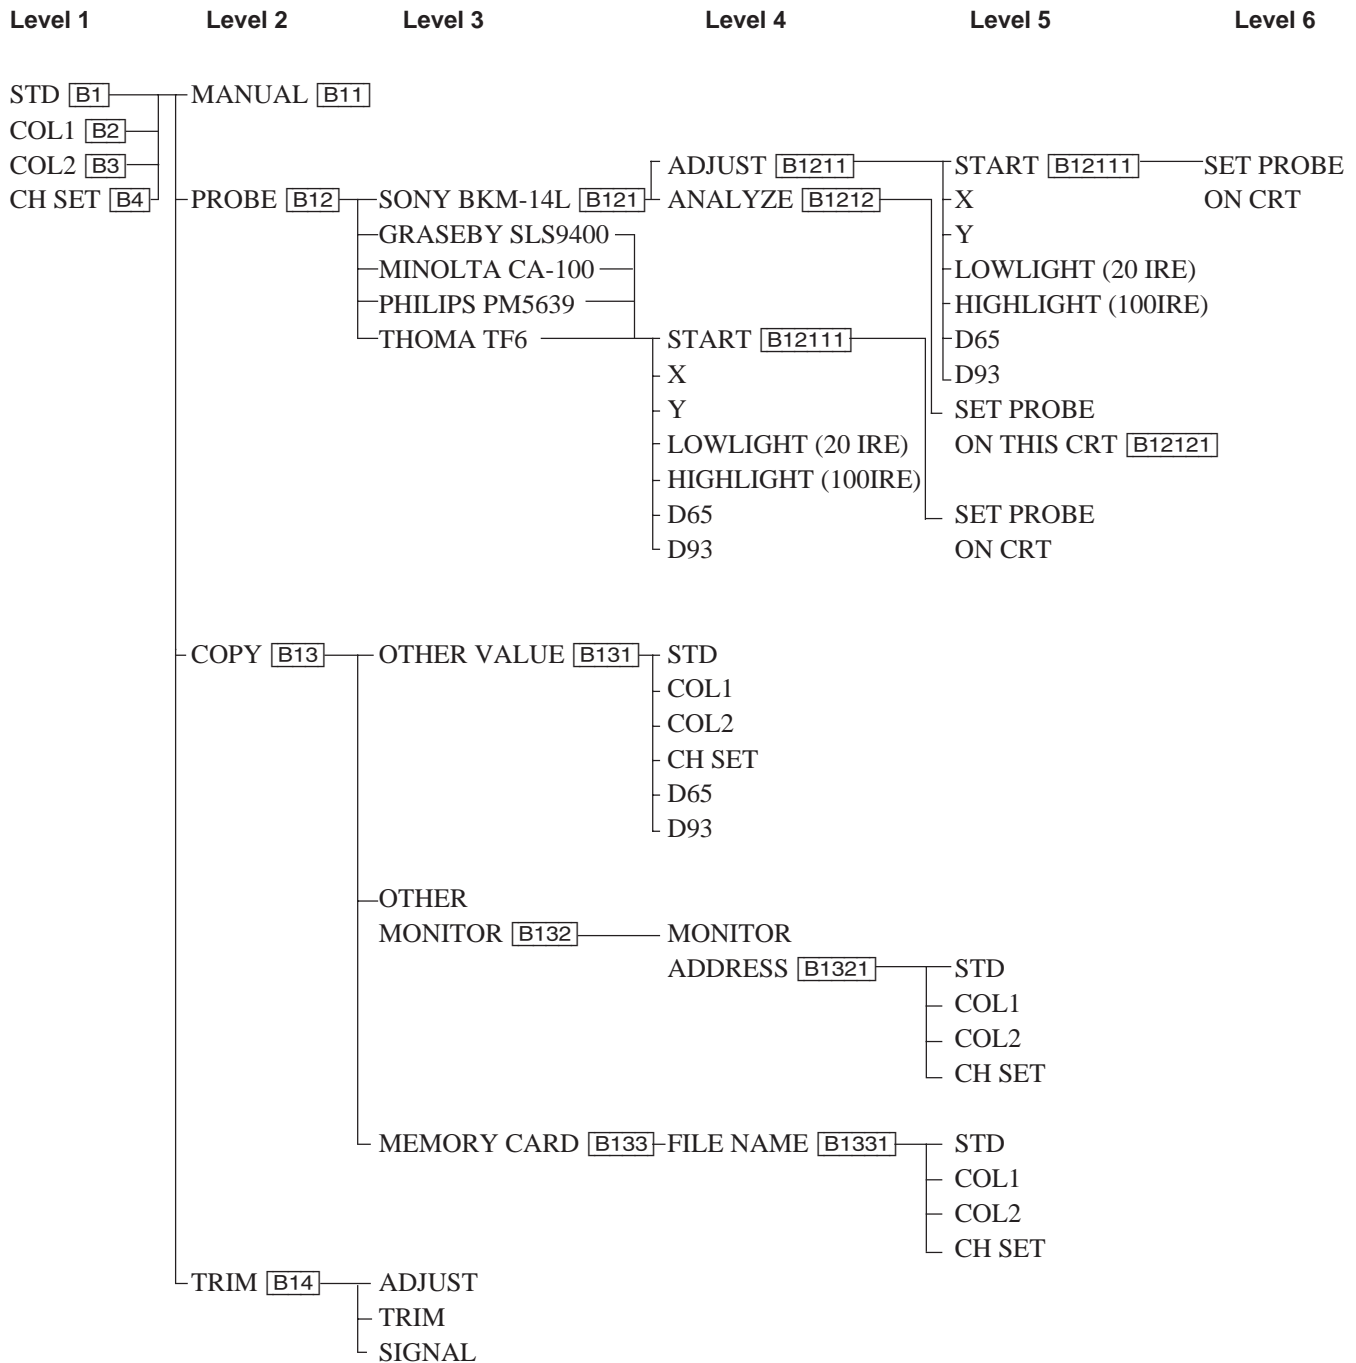 Level 1 Level 2 Level 3 Level 4 Level 5 Level 6
STD B1 MANUAL B11
COL1 B2
COL2 B3 ADJUST B1211 START B12111 SET PROBE
CH SET B4 PROBE B12 SONY BKM-14L B121 ANALYZE B1212 X ON CRT
GRASEBY SLS9400 Y
MINOLTA CA-100 LOWLIGHT (20 IRE)
PHILIPS PM5639 HIGHLIGHT (100IRE)
THOMA TF6 START B12111 D65
X D93
Y SET PROBE
LOWLIGHT (20 IRE) ON THIS CRT B12121
HIGHLIGHT (100IRE)
D65 SET PROBE
D93 ON CRT
COPY B13 OTHER VALUE B131 STD
COL1
COL2
CH SET
D65
D93
OTHER
MONITOR B132 MONITOR
ADDRESS B1321 STD
COL1
COL2
CH SET
MEMORY CARD B133 FILE NAME B1331 STD
COL1
COL2
CH SET
TRIM B14 ADJUST
TRIM
SIGNAL